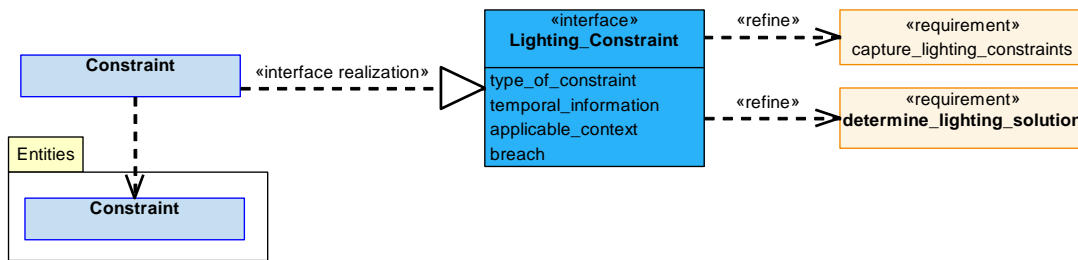 «interface»
Lighting_Constraint
type_of_constraint
temporal_information
applicable_context
breach
«refine»
«requirement»
capture_lighting_constraints
«refine»
«requirement»
determine_lighting_solution
Constraint
«interface realization»
Entities
Constraint